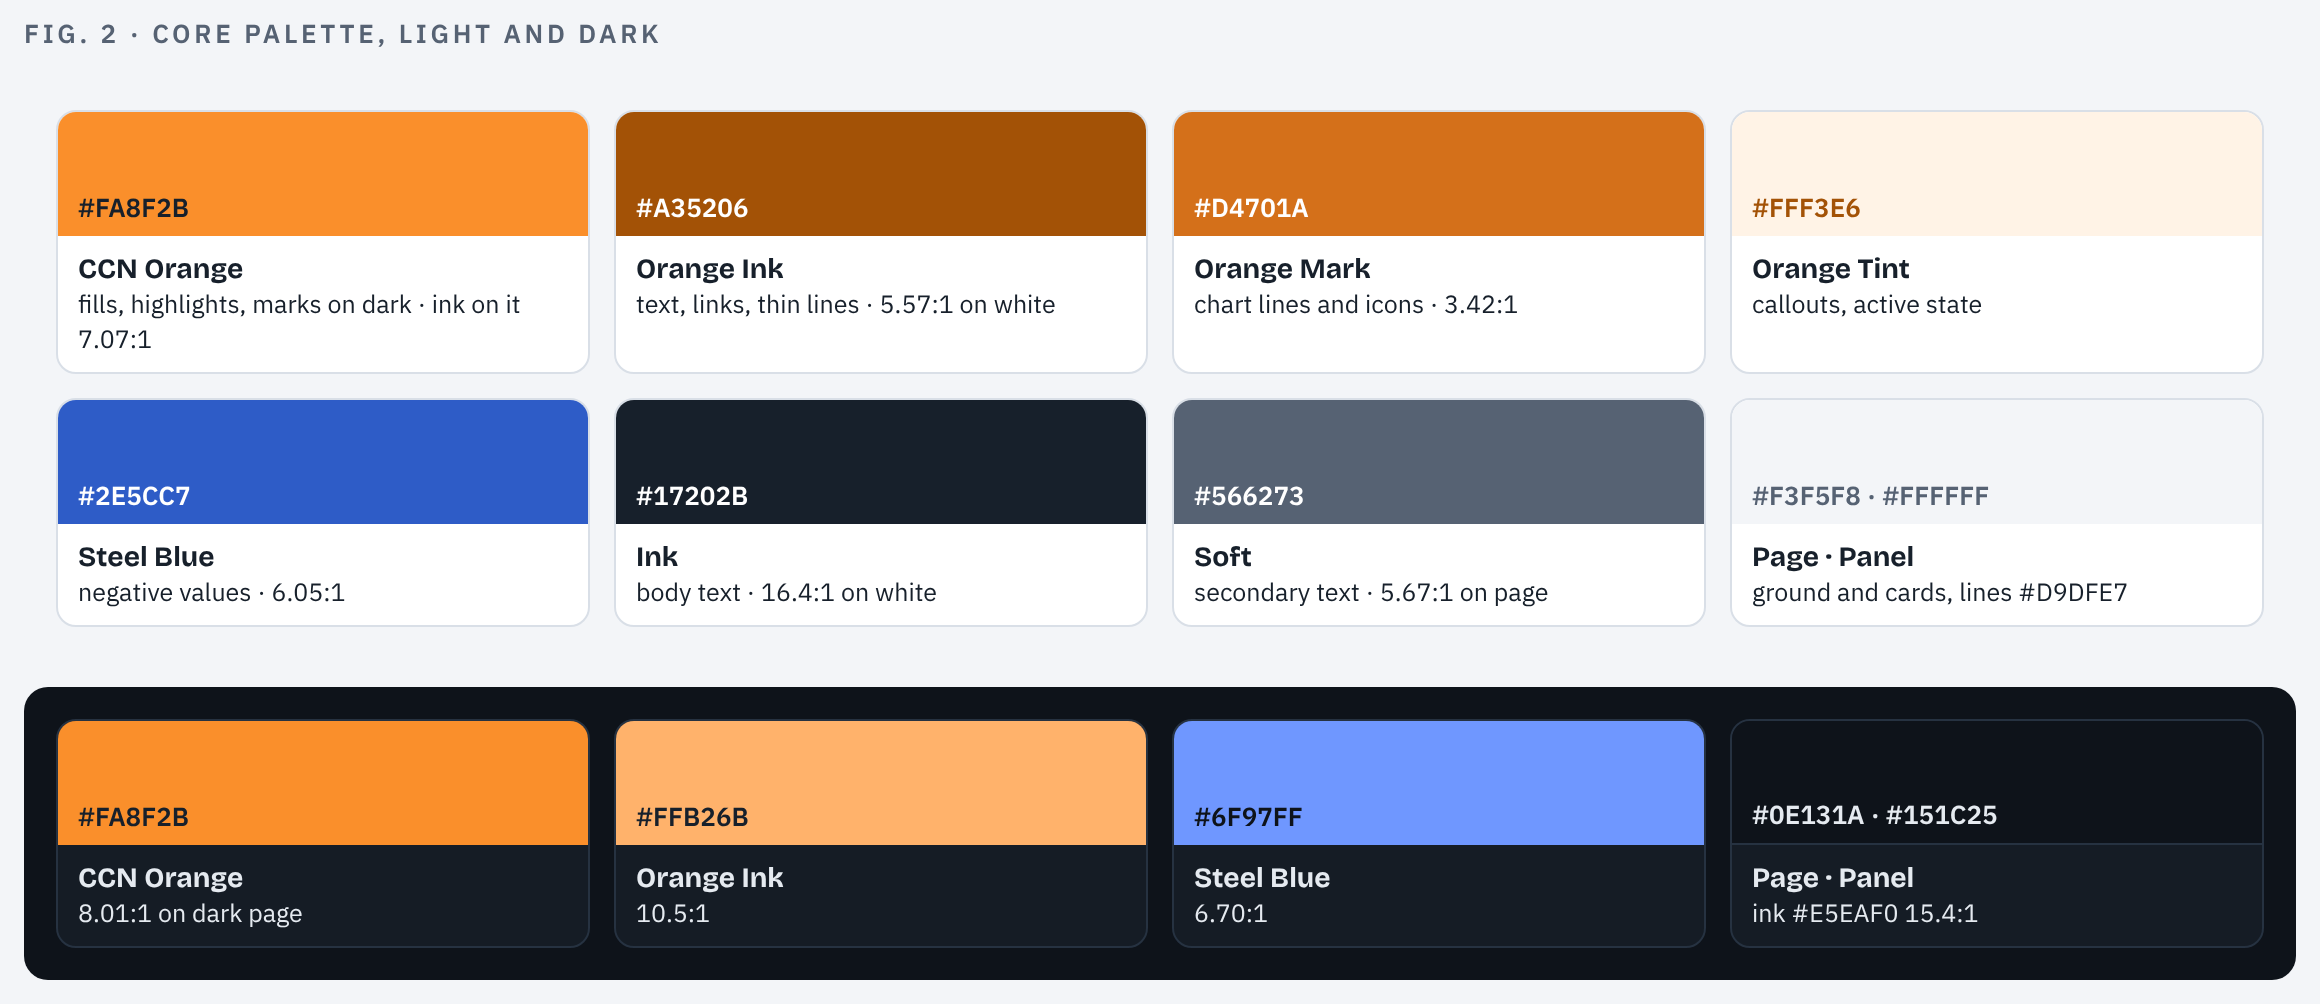 FIG. 2 · CORE PALETTE, LIGHT AND DARK
#FA8F2B
CCN Orange
fills, highlights, marks on dark · ink on it
7.07:1
#A35206
Orange Ink
text, links, thin lines · 5.57:1 on white
#D4701A
Orange Mark
chart lines and icons · 3.42:1
#FFF3E6
Orange Tint
callouts, active state
#2E5CC7
Steel Blue
negative values · 6.05:1
#17202B
Ink
body text · 16.4:1 on white
#566273
Soft
secondary text · 5.67:1 on page
#F3F5F8 · #FFFFFF
Page · Panel
ground and cards, lines #D9DFE7
#FA8F2B
CCN Orange
8.01:1 on dark page
#FFB26B
Orange Ink
10.5:1
#6F97FF
Steel Blue
6.70:1
#0E131A · #151C25
Page · Panel
ink #E5EAF0 15.4:1